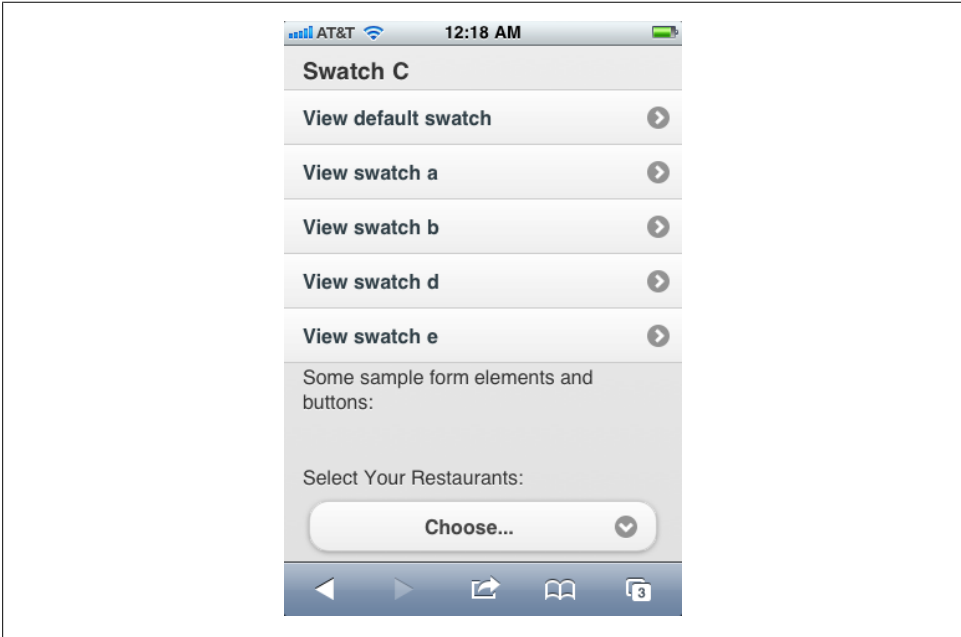 AT&T 12:18 AM
Swatch C
View default swatch
View swatch a
View swatch b
View swatch d
View swatch e
Some sample form elements and
buttons:
Select Your Restaurants:
Choose...
3